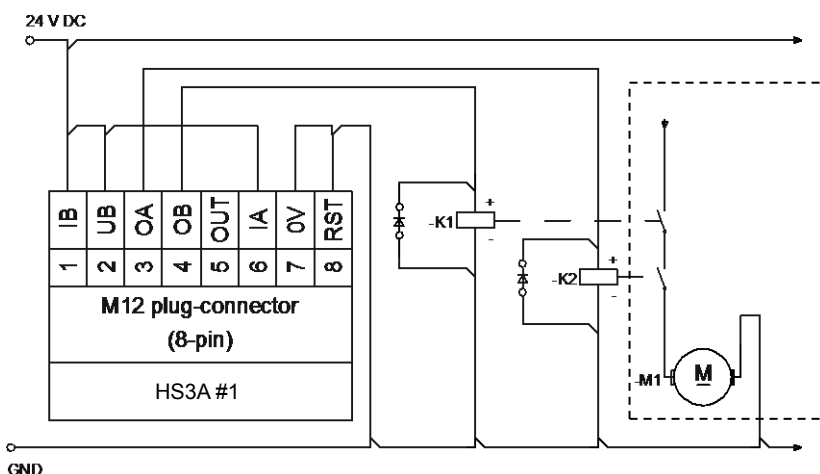 24 V DC
IB UB OA OB OUT IA 0V RST
1 2 3 4 5 6 7 8
M12 plug-connector
(8-pin)
HS3A #1
+
-K1
-
+
-K2
-
-M1 M
GND